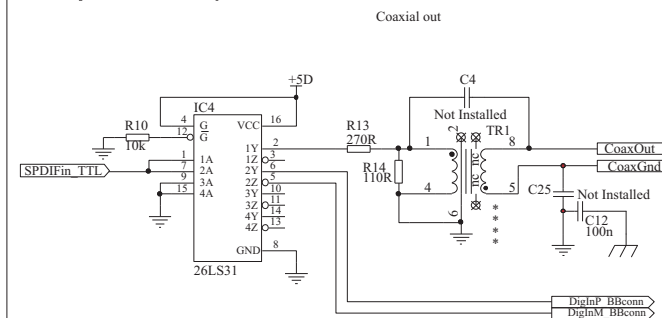 Coaxial out
+5D
C4
IC4
4
G
VCC
16
R10
12
G
10k
Not Installed
R13
270R
1Y
2
1
2
TR1
8
CoaxOut
1Z
3
SPDIFin_TTL
1
1A
2Y
6
R14
110R
nc
nc
CoaxGnd
7
2A
2Z
5
9
3A
3Y
10
4
5
C25
Not Installed
15
4A
3Z
11
4Y
14
6
*
*
*
*
C12
100n
4Z
13
GND
8
26LS31
DigInP_BBconn
DigInM_BBconn